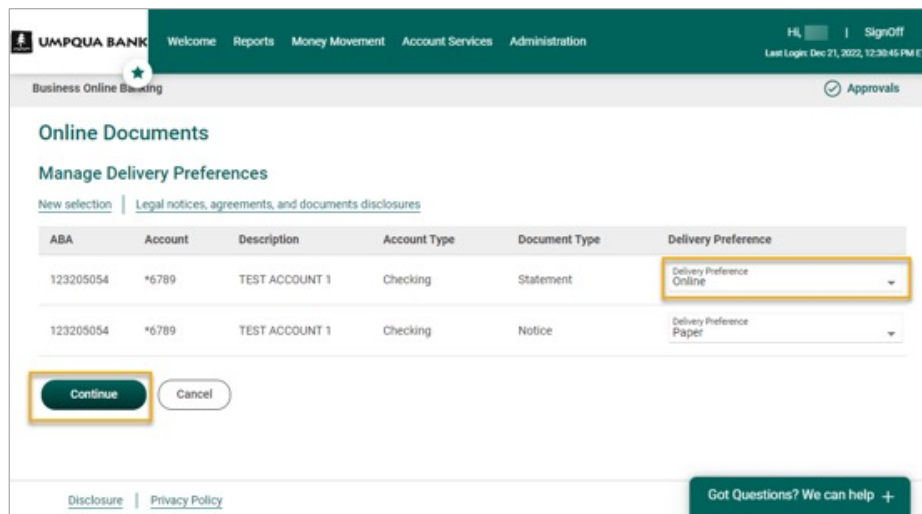 UMPQUA BANK Welcome Reports Money Movement Account Services Administration Hi, | SignOff
Last Login: Dec 21, 2022, 12:30:45 PM E
Business Online Banking Approvals
Online Documents
Manage Delivery Preferences
New selection | Legal notices, agreements, and documents disclosures
ABA Account Description Account Type Document Type Delivery Preference
Delivery Preference
123205054 *6789 TEST ACCOUNT 1 Checking Statement Online
Delivery Preference
123205054 *6789 TEST ACCOUNT 1 Checking Notice Paper
Continue Cancel
Disclosure | Privacy Policy Got Questions? We can help +